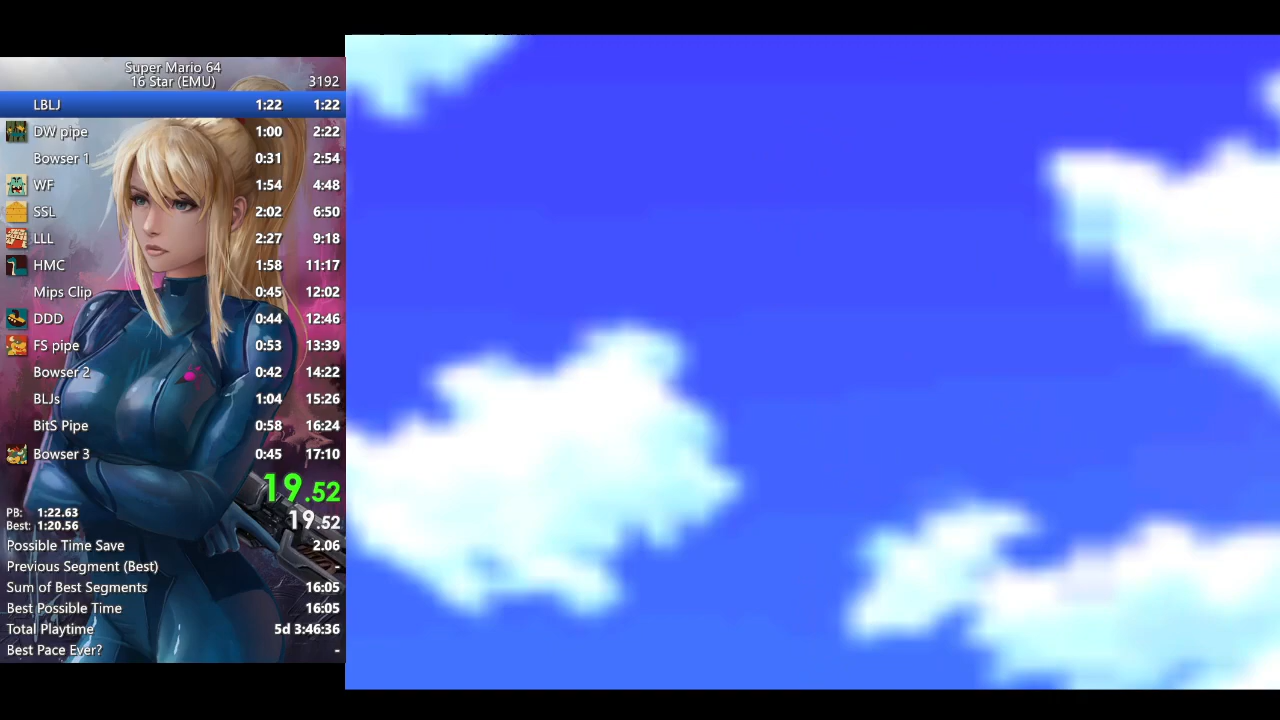 Super Mario 64
16 Star (EMU) 3192
LBLJ 1:22 1:22
DW pipe 1:00 2:22
Bowser 1 0:31 2:54
WF 1:54 4:48
SSL 2:02 6:50
LLL 2:27 9:18
HMC 1:58 11:17
Mips Clip 0:45 12:02
DDD 0:44 12:46
FS pipe 0:53 13:39
Bowser 2 0:42 14:22
BLJs 1:04 15:26
BitS Pipe 0:58 16:24
Bowser 3 0:45 17:10
19.52
PB: 1:22.63
Best: 1:20.56 19.52
Possible Time Save 2.06
Previous Segment (Best) -
Sum of Best Segments 16:05
Best Possible Time 16:05
Total Playtime 5d 3:46:36
Best Pace Ever? -